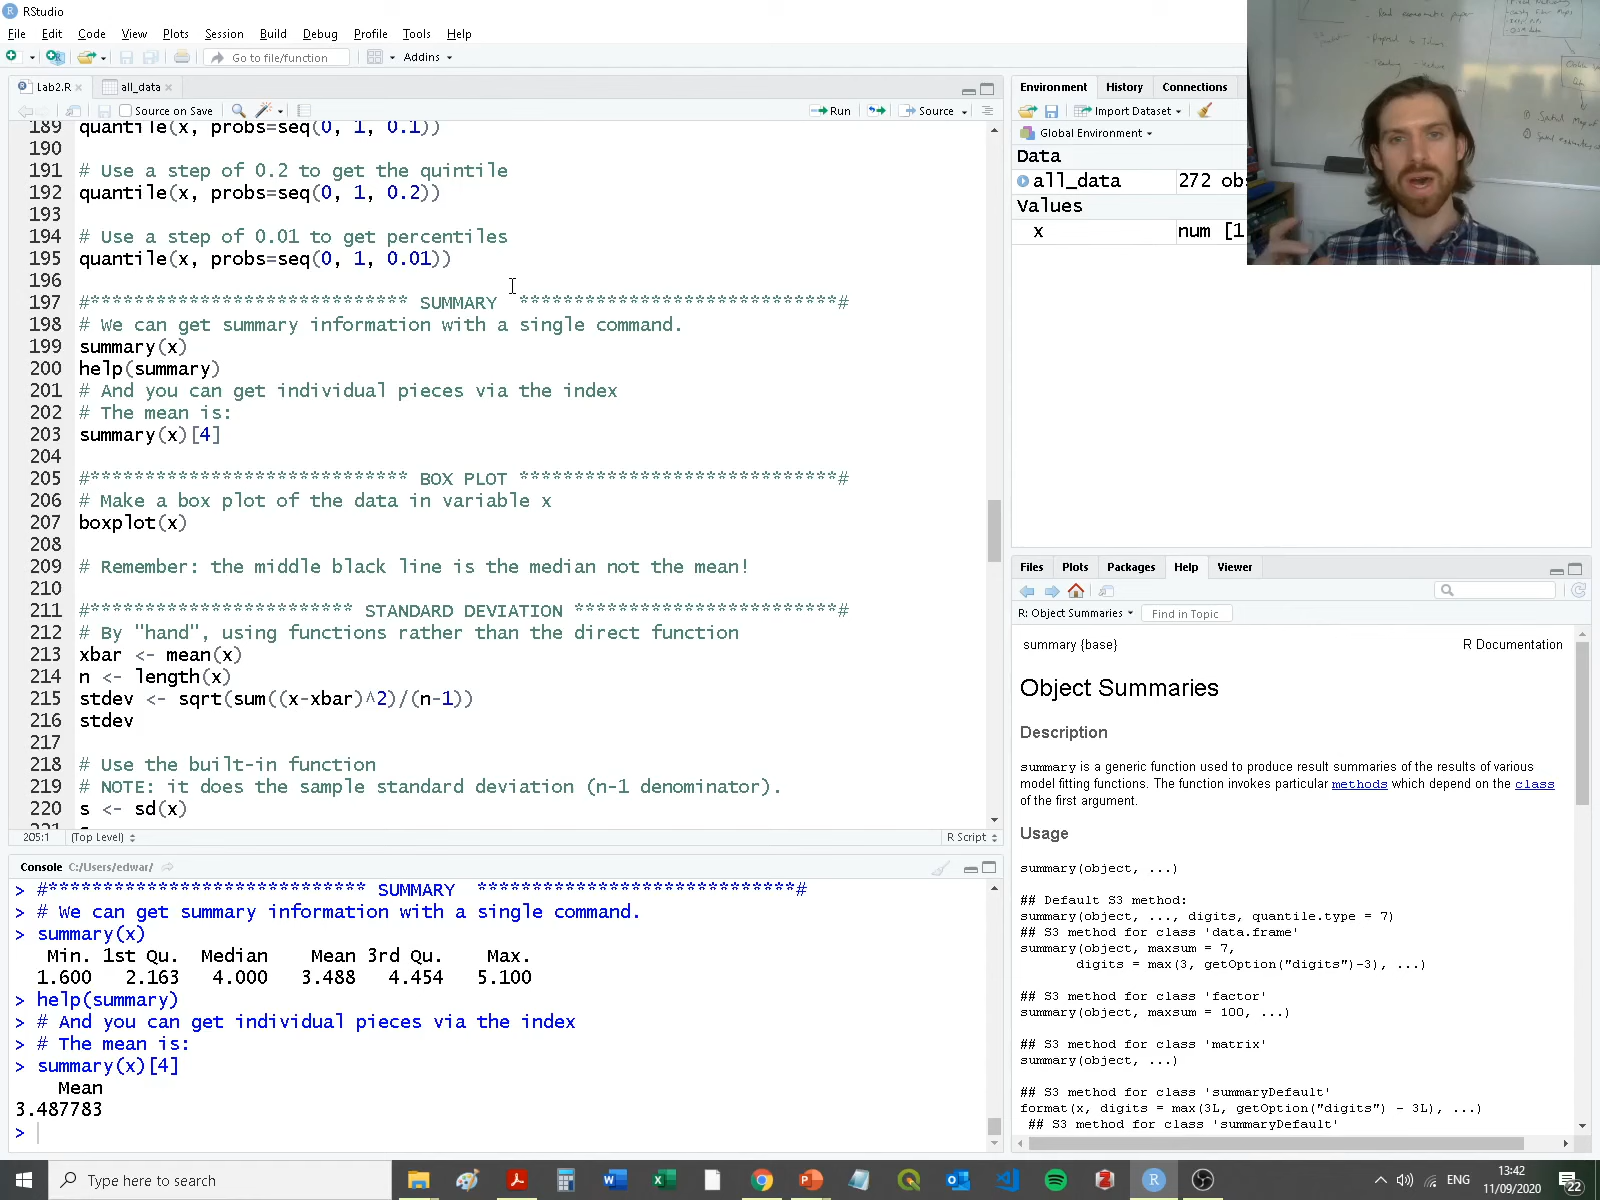 RStudio
File Edit Code View Plots Session Build Debug Profile Tools Help
Go to file/function Addins
Lab2.R all_data
Source on Save Run Source
189 quantile(x, probs=seq(0, 1, 0.1))
190
191 # Use a step of 0.2 to get the quintile
192 quantile(x, probs=seq(0, 1, 0.2))
193
194 # Use a step of 0.01 to get percentiles
195 quantile(x, probs=seq(0, 1, 0.01))
196
197 #***************************** SUMMARY *****************************#
198 # We can get summary information with a single command.
199 summary(x)
200 help(summary)
201 # And you can get individual pieces via the index
202 # The mean is:
203 summary(x)[4]
204
205 #***************************** BOX PLOT *****************************#
206 # Make a box plot of the data in variable x
207 boxplot(x)
208
209 # Remember: the middle black line is the median not the mean!
210
211 #************************ STANDARD DEVIATION ************************#
212 # By "hand", using functions rather than the direct function
213 xbar <- mean(x)
214 n <- length(x)
215 stdev <- sqrt(sum((x-xbar)^2)/(n-1))
216 stdev
217
218 # Use the built-in function
219 # NOTE: it does the sample standard deviation (n-1 denominator).
220 s <- sd(x)
205:1 (Top Level) R Script
Console C:/Users/edwar/
> #***************************** SUMMARY *****************************#
> # We can get summary information with a single command.
> summary(x)
Min. 1st Qu. Median Mean 3rd Qu. Max.
1.600 2.163 4.000 3.488 4.454 5.100
> help(summary)
> # And you can get individual pieces via the index
> # The mean is:
> summary(x)[4]
Mean
3.487783
>
Environment History Connections
Import Dataset
Global Environment
Data
all_data 272 obs
Values
x num [1
Files Plots Packages Help Viewer
R: Object Summaries Find in Topic
summary {base} R Documentation
Object Summaries
Description
summary is a generic function used to produce result summaries of the results of various
model fitting functions. The function invokes particular methods which depend on the class
of the first argument.
Usage
summary(object, ...)
## Default S3 method:
summary(object, ..., digits, quantile.type = 7)
## S3 method for class 'data.frame'
summary(object, maxsum = 7,
digits = max(3, getOption("digits")-3), ...)
## S3 method for class 'factor'
summary(object, maxsum = 100, ...)
## S3 method for class 'matrix'
summary(object, ...)
## S3 method for class 'summaryDefault'
format(x, digits = max(3L, getOption("digits") - 3L), ...)
## S3 method for class 'summaryDefault'
Type here to search
ENG
13:42
11/09/2020
22